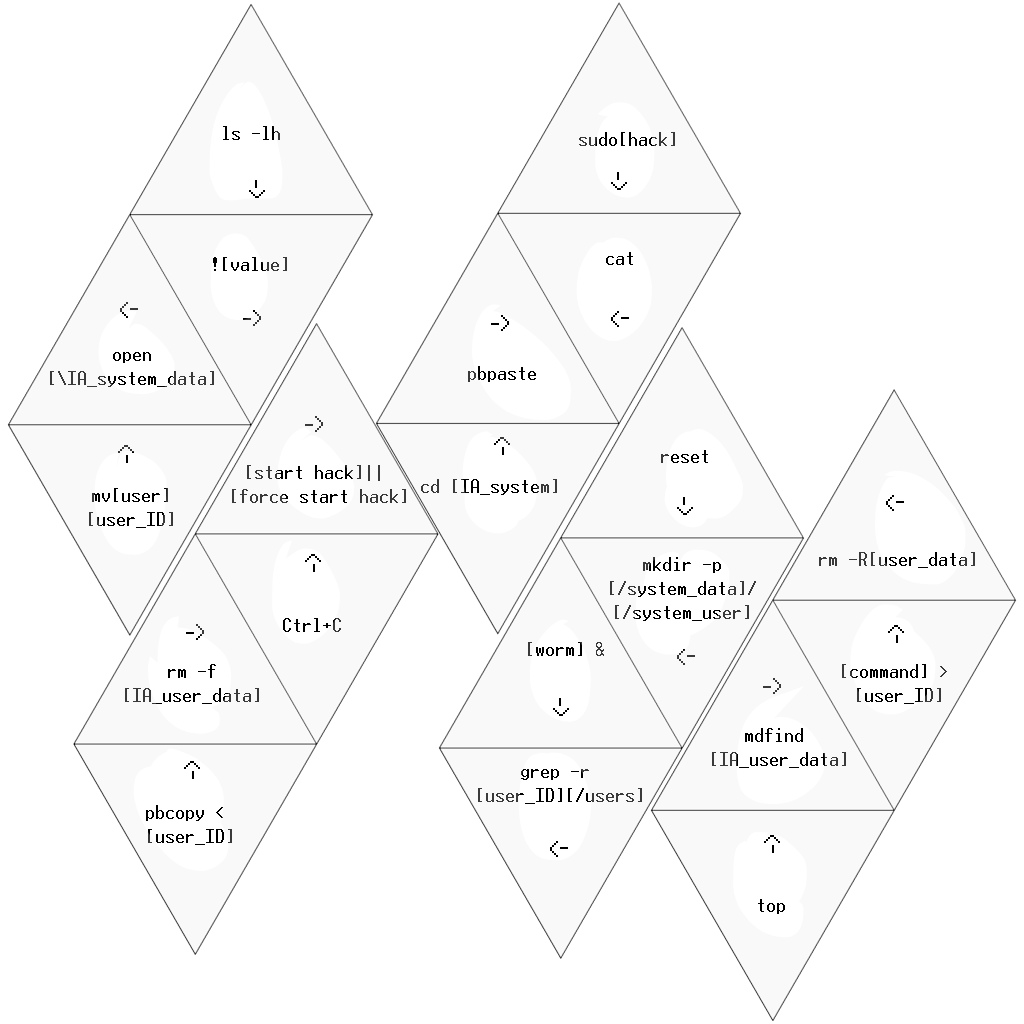 ls -lh
↓
![value]
→
←
open
[\IA_system_data]
↑
mv[user]
[user_ID]
→
[start hack]||
[force start hack]
↑
Ctrl+C
→
rm -f
[IA_user_data]
↑
pbcopy <
[user_ID]
sudo[hack]
↓
cat
←
→
pbpaste
↑
cd [IA_system]
reset
↓
mkdir -p
[/system_data]/
[/system_user]
←
[worm] &
↓
grep -r
[user_ID][/users]
←
←
rm -R[user_data]
↑
[command] >
[user_ID]
→
mdfind
[IA_user_data]
↑
top